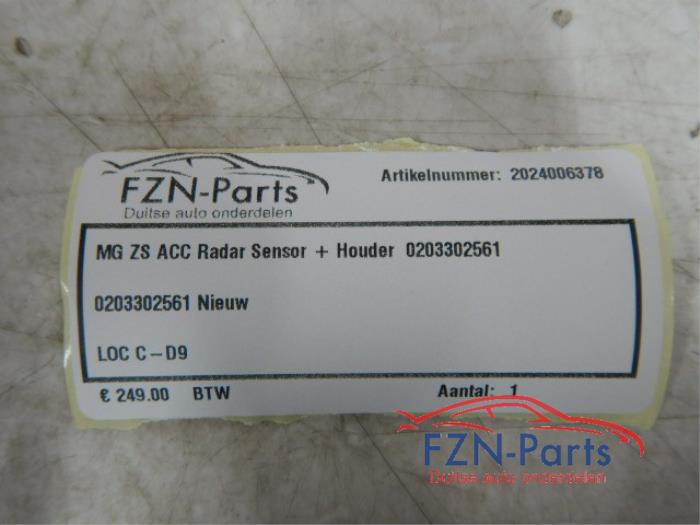 FZN-Parts
Duitse auto onderdelen
Artikelnummer: 2024006378
MG ZS ACC Radar Sensor + Houder 0203302561
0203302561 Nieuw
LOC C-D9
€ 249.00 BTW
Aantal: 1
FZN-Parts
Duitse auto onderdelen